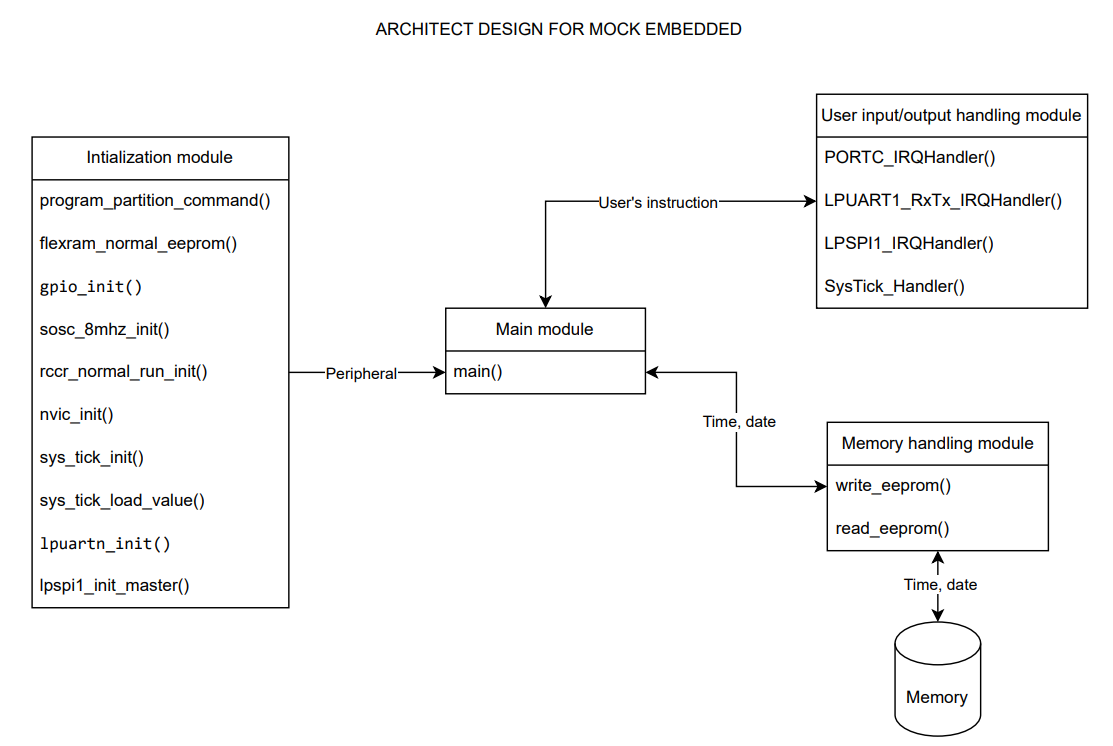 ARCHITECT DESIGN FOR MOCK EMBEDDED
Intialization module
program_partition_command()
flexram_normal_eeprom()
gpio_init()
sosc_8mhz_init()
rccr_normal_run_init()
nvic_init()
sys_tick_init()
sys_tick_load_value()
lpuartn_init()
lpspi1_init_master()
Peripheral
Main module
main()
User's instruction
User input/output handling module
PORTC_IRQHandler()
LPUART1_RxTx_IRQHandler()
LPSPI1_IRQHandler()
SysTick_Handler()
Time, date
Memory handling module
write_eeprom()
read_eeprom()
Time, date
Memory